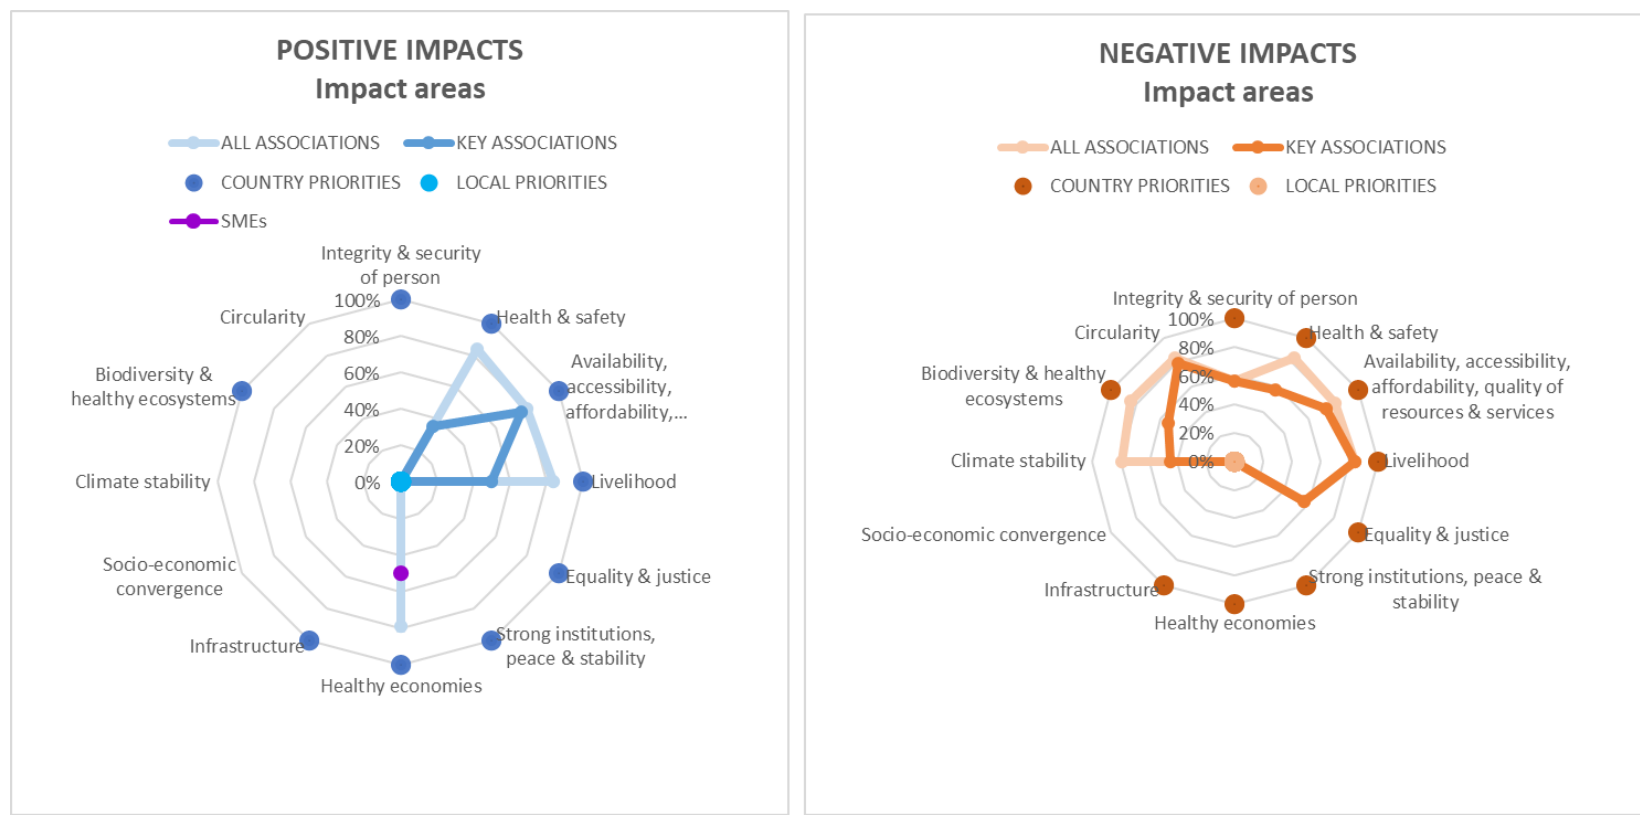 POSITIVE IMPACTS
Impact areas
ALL ASSOCIATIONS
KEY ASSOCIATIONS
COUNTRY PRIORITIES
LOCAL PRIORITIES
SMEs
Integrity & security
of person
Health & safety
Availability,
accessibility,
affordability,...
Livelihood
Equality & justice
Strong institutions,
peace & stability
Healthy economies
Infrastructure
Socio-economic
convergence
Climate stability
Biodiversity &
healthy ecosystems
Circularity
100%
80%
60%
40%
20%
0%
NEGATIVE IMPACTS
Impact areas
ALL ASSOCIATIONS
KEY ASSOCIATIONS
COUNTRY PRIORITIES
LOCAL PRIORITIES
Integrity & security of person
Health & safety
Availability, accessibility,
affordability, quality of
resources & services
Livelihood
Equality & justice
Strong institutions, peace &
stability
Healthy economies
Infrastructure
Socio-economic convergence
Climate stability
Biodiversity & healthy
ecosystems
Circularity
100%
80%
60%
40%
20%
0%